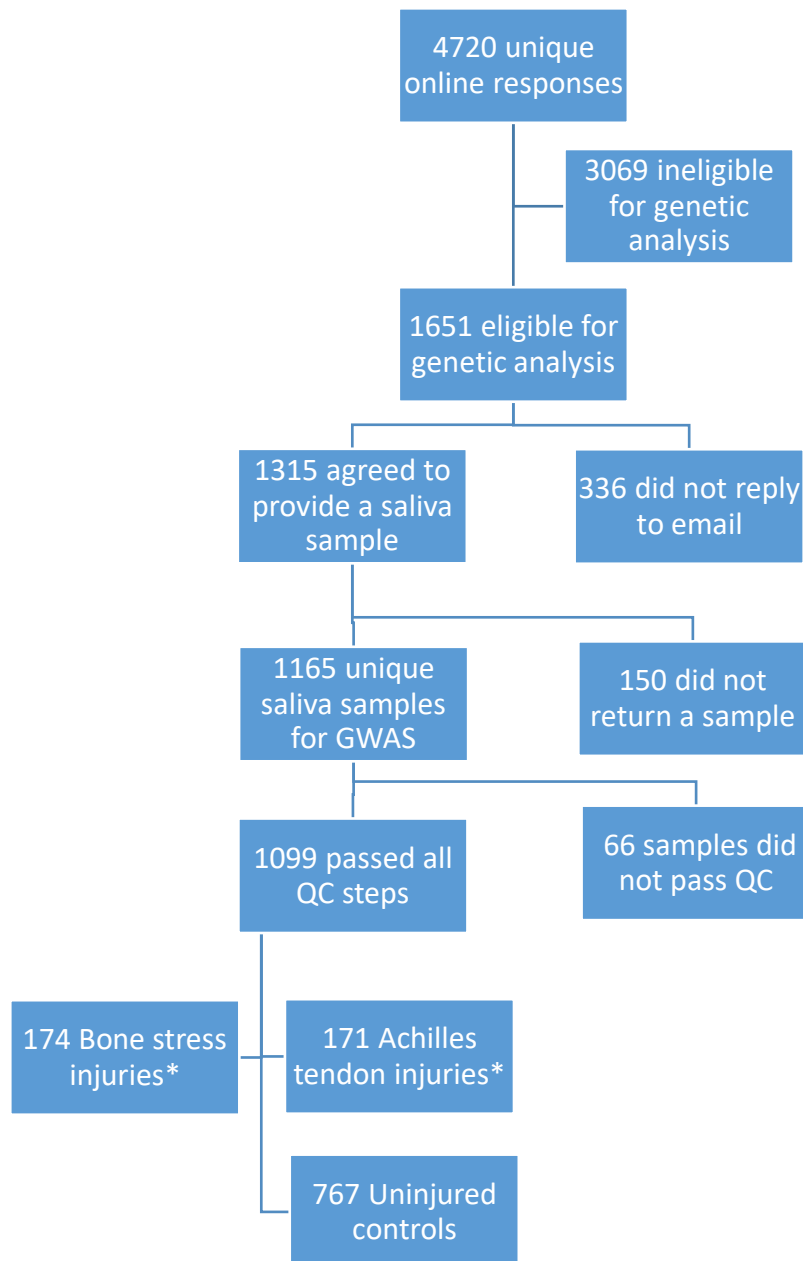 4720 unique
online responses
3069 ineligible
for genetic
analysis
1651 eligible for
genetic analysis
1315 agreed to
provide a saliva
sample
336 did not reply
to email
1165 unique
saliva samples
for GWAS
150 did not
return a sample
1099 passed all
QC steps
66 samples did
not pass QC
174 Bone stress
injuries*
171 Achilles
tendon injuries*
767 Uninjured
controls